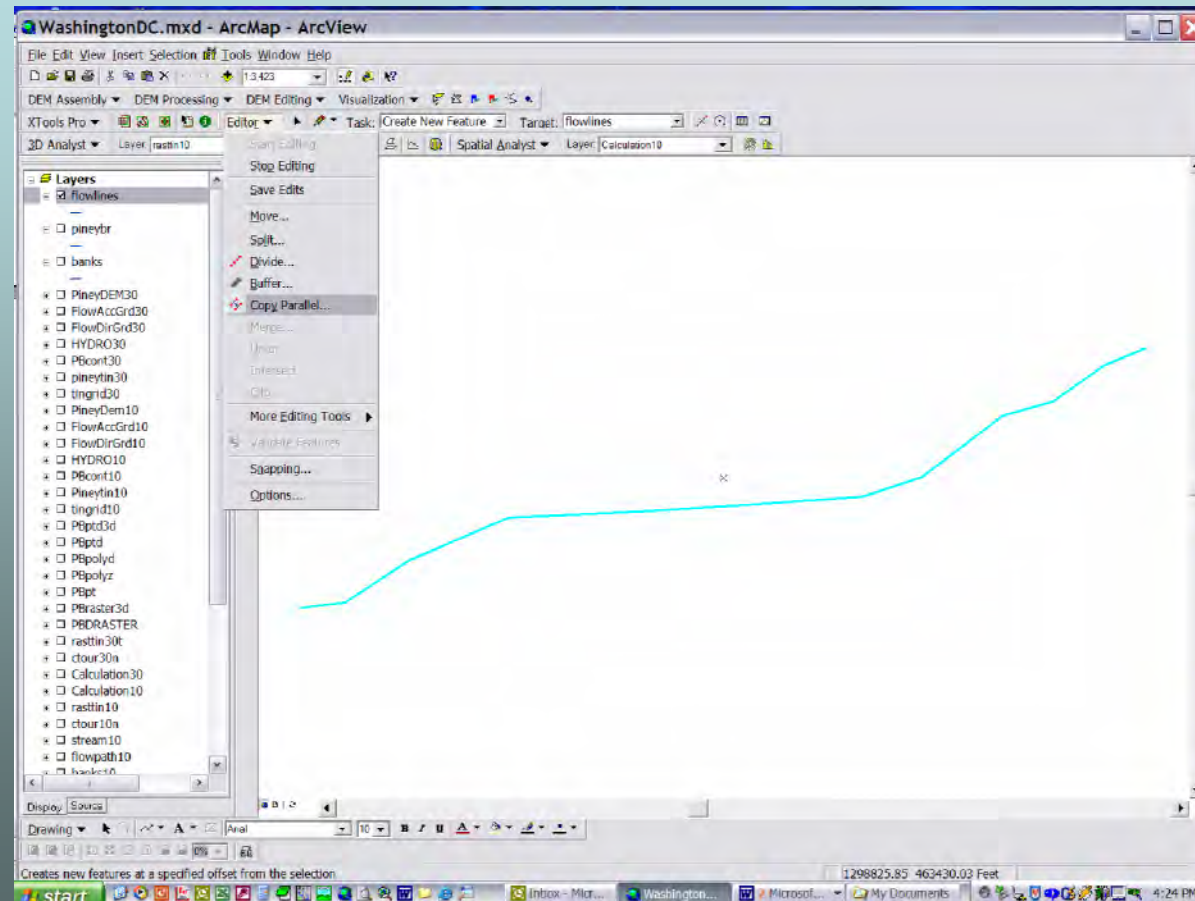 WashingtonDC.mxd - ArcMap - ArcView
File Edit View Insert Selection Tools Window Help
1:3,423
DEM Assembly DEM Processing DEM Editing Visualization
XTools Pro Editor Task: Create New Feature Target: flowlines
3D Analyst Layer: rasttin10 Spatial Analyst Layer: Calculation10
Start Editing
Stop Editing
Save Edits
Move...
Split...
Divide...
Buffer...
Copy Parallel...
Merge...
Union
Intersect
Clip
More Editing Tools
Validate Features
Snapping...
Options...
Layers
flowlines
pineybr
banks
PineyDEM30
FlowAccGrd30
FlowDirGrd30
HYDRO30
PBcont30
pineytin30
tingrid30
PineyDem10
FlowAccGrd10
FlowDirGrd10
HYDRO10
PBcont10
Pineytin10
tingrid10
PBptd3d
PBptd
PBpolyd
PBpolyz
PBpt
PBraster3d
PBDRASTER
rasttin30t
ctour30n
Calculation30
Calculation10
rasttin10
ctour10n
stream10
flowpath10
banks10
Display Source
Drawing A Arial 10 B I U A
Creates new features at a specified offset from the selection
1298825.85 463430.03 Feet
start Inbox - Micr... Washington... 2 Microsof... My Documents 4:24 PM